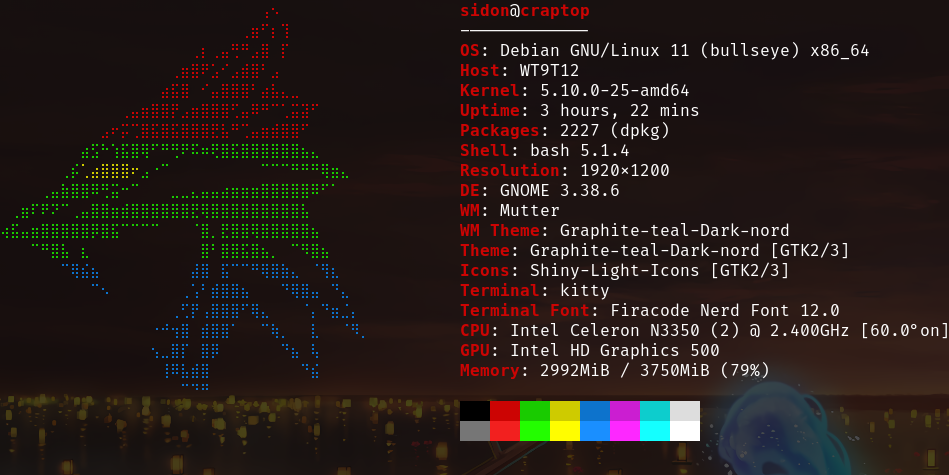 sidon@craptop
-------------
OS: Debian GNU/Linux 11 (bullseye) x86_64
Host: WT9T12
Kernel: 5.10.0-25-amd64
Uptime: 3 hours, 22 mins
Packages: 2227 (dpkg)
Shell: bash 5.1.4
Resolution: 1920×1200
DE: GNOME 3.38.6
WM: Mutter
WM Theme: Graphite-teal-Dark-nord
Theme: Graphite-teal-Dark-nord [GTK2/3]
Icons: Shiny-Light-Icons [GTK2/3]
Terminal: kitty
Terminal Font: Firacode Nerd Font 12.0
CPU: Intel Celeron N3350 (2) @ 2.400GHz [60.0°on]
GPU: Intel HD Graphics 500
Memory: 2992MiB / 3750MiB (79%)